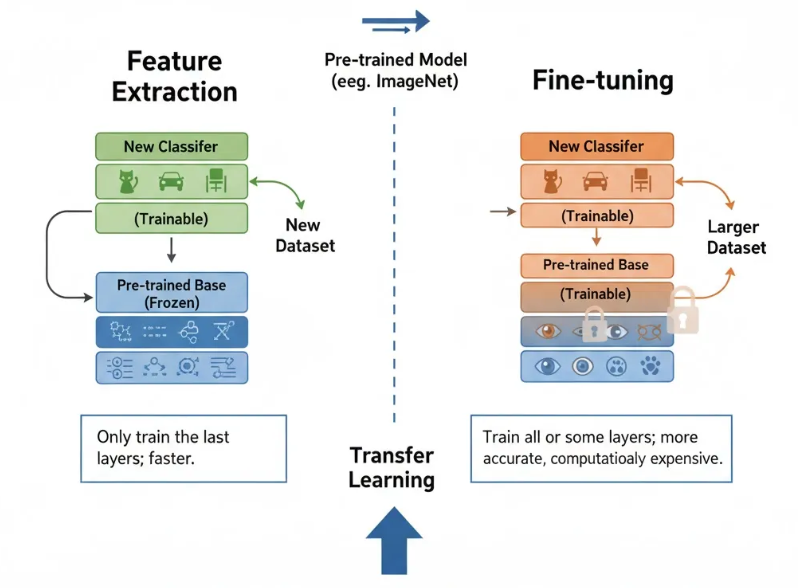 Feature
Extraction
New Classifer
(Trainable)
New
Dataset
Pre-trained Base
(Frozen)
Only train the last
layers; faster.
Pre-trained Model
(eeg. ImageNet)
Transfer
Learning
Fine-tuning
New Classifer
(Trainable)
Larger
Dataset
Pre-trained Base
(Trainable)
Train all or some layers; more
accurate, computatioaly expensive.